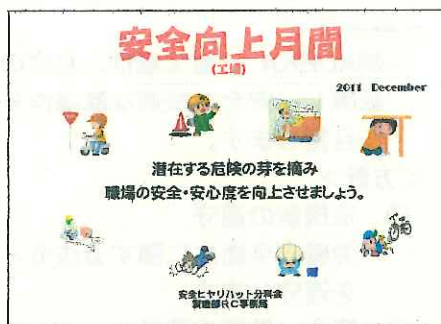 安全向上月間
(工場)
2011 December
潜在する危険の芽を摘み
職場の安全・安心度を向上させましょう。
安全ヒヤリハット分科会
製造部RC事務局